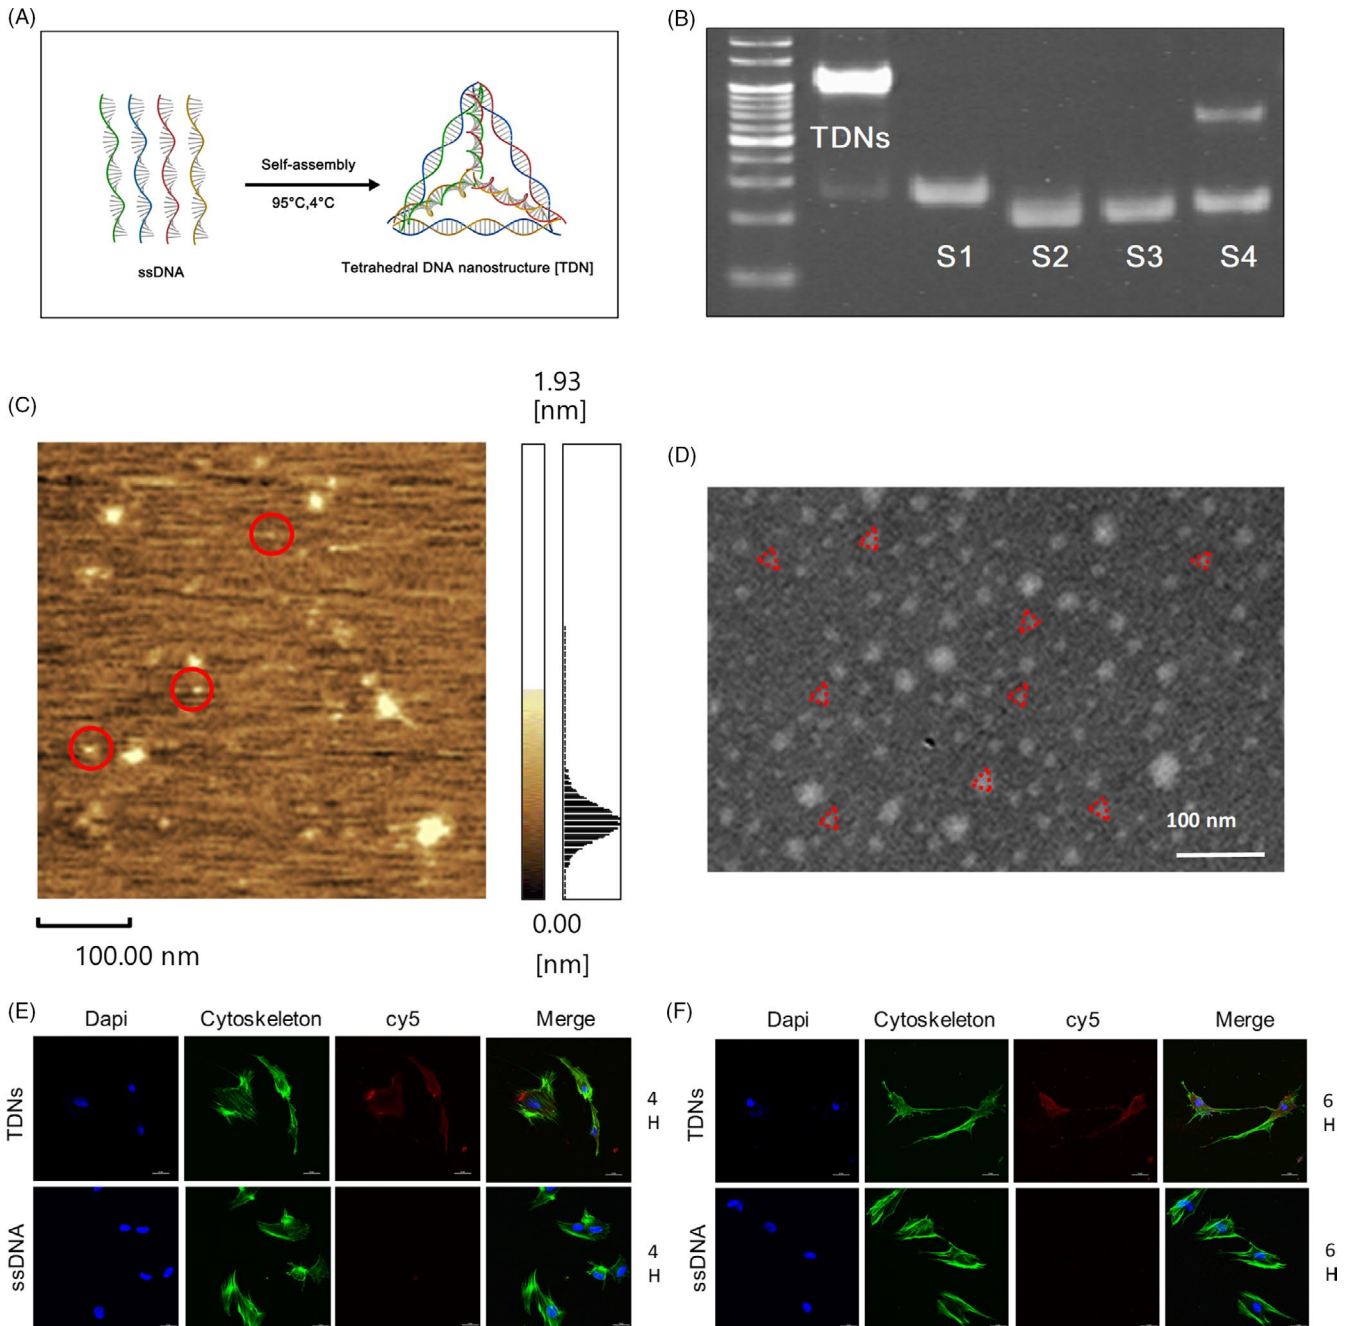 (A)
Self-assembly
95°C,4°C
ssDNA
Tetrahedral DNA nanostructure [TDN]
(B)
TDNs
S1
S2
S3
S4
(C)
1.93
[nm]
0.00
[nm]
100.00 nm
(D)
100 nm
(E)
Dapi Cytoskeleton cy5 Merge
TDNs
4
H
ssDNA
4
H
(F)
Dapi Cytoskeleton cy5 Merge
TDNs
6
H
ssDNA
6
H